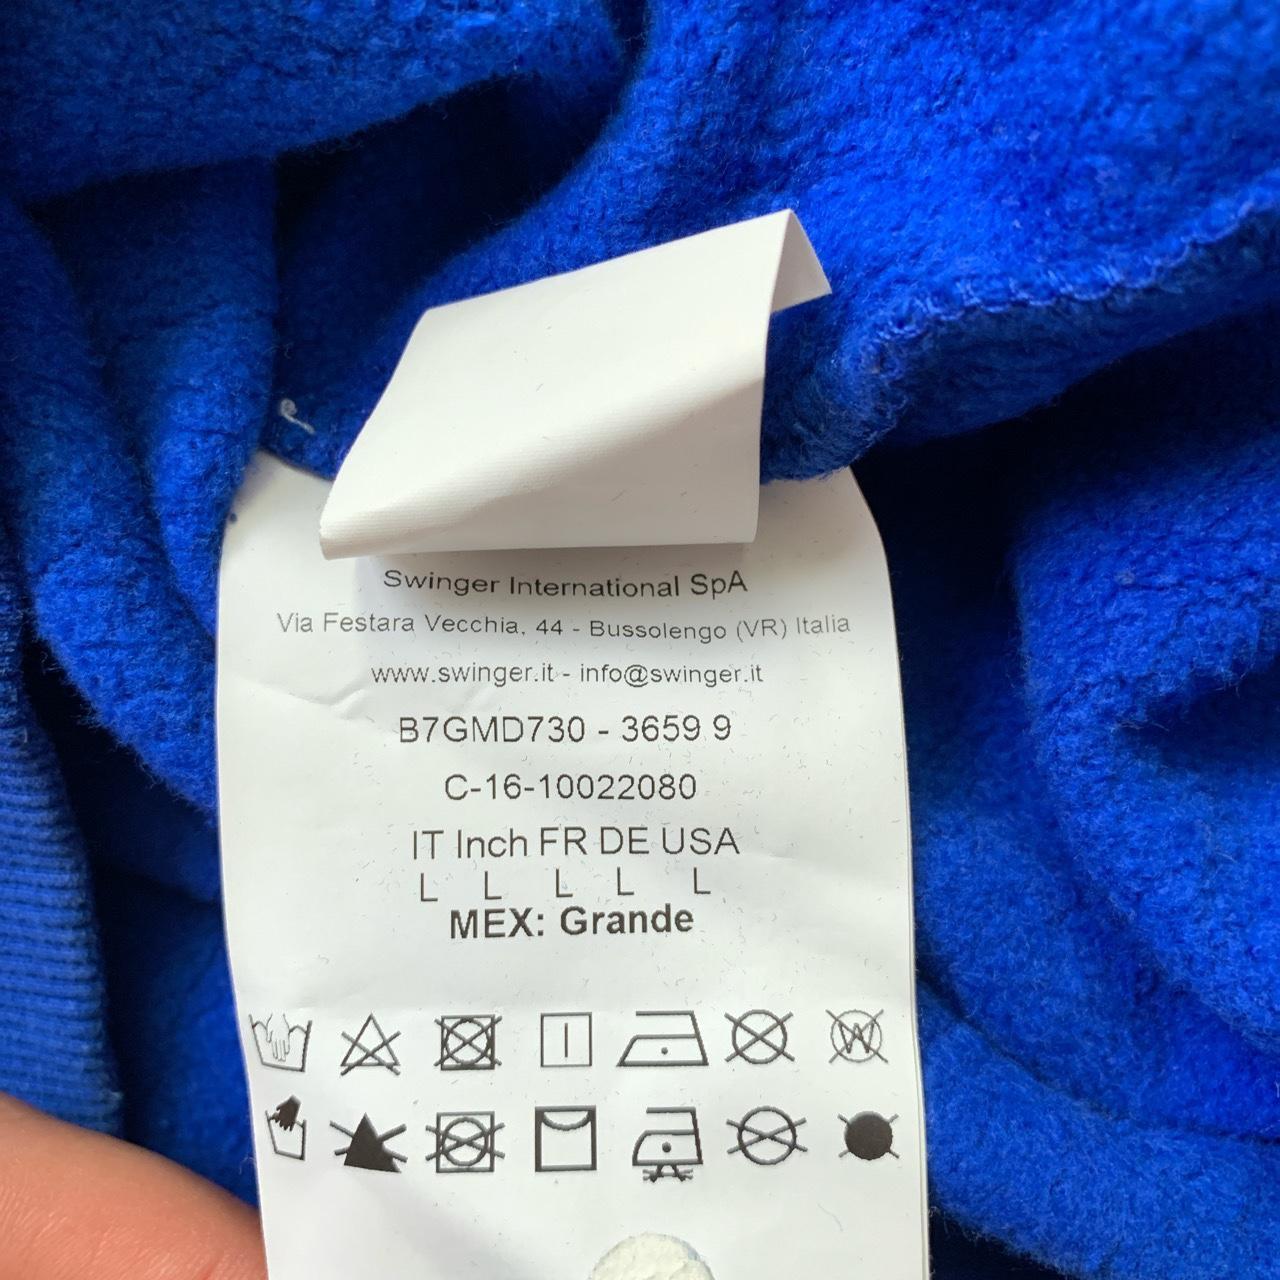 Swinger International SpA
Via Festara Vecchia, 44 - Bussolengo (VR) Italia
www.swinger.it - info@swinger.it
B7GMD730 - 3659 9
C-16-10022080
IT Inch FR DE USA
L L L L L
MEX: Grande
W